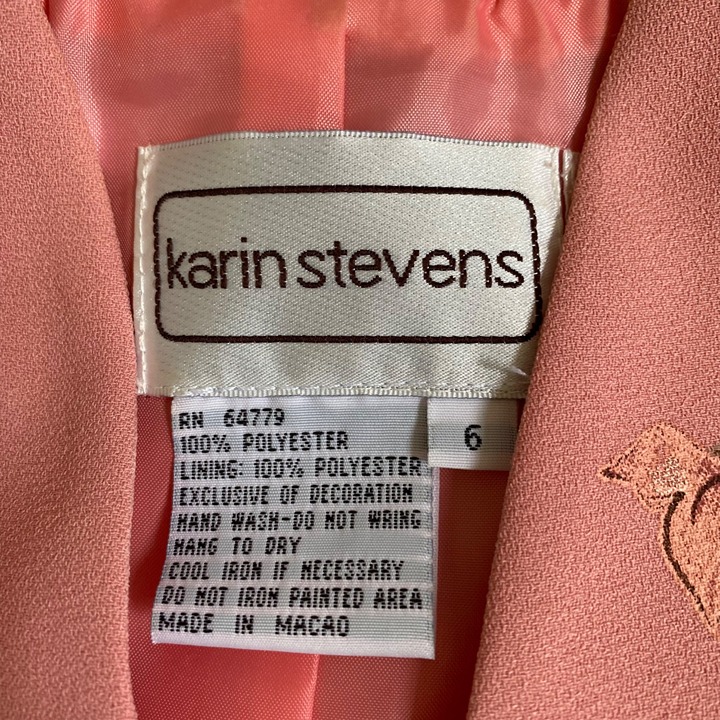 karin stevens
RN 64779
100% POLYESTER
LINING: 100% POLYESTER
EXCLUSIVE OF DECORATION
HAND WASH-DO NOT WRING
HANG TO DRY
COOL IRON IF NECESSARY
DO NOT IRON PAINTED AREA
MADE IN MACAO
6